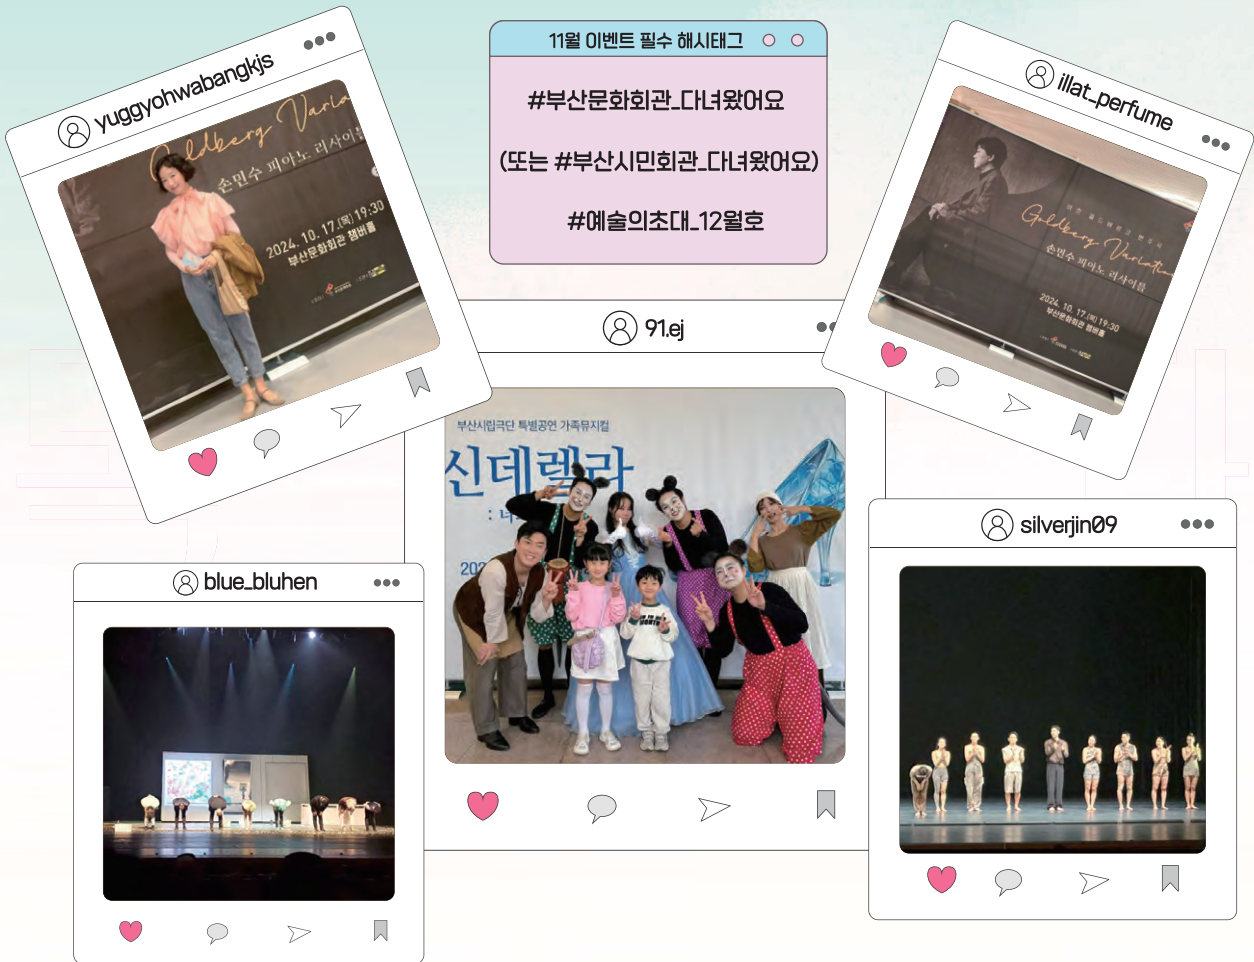 yuggyohwabangkjs
Goldberg Varia
손민수 피아노 리사이틀
2024. 10. 17.(목) 19:30
부산문화회관 챔버홀
11월 이벤트 필수 해시태그
#부산문화회관_다녀왔어요
(또는 #부산시민회관_다녀왔어요)
#예술의초대_12월호
illat_perfume
Goldberg Variation
손민수 피아노 리사이틀
2024. 10. 17.(목) 19:30
부산문화회관 챔버홀
91.ej
부산시립극단 특별공연 가족뮤지컬
신데렐라
202
blue_bluhen
silverjin09